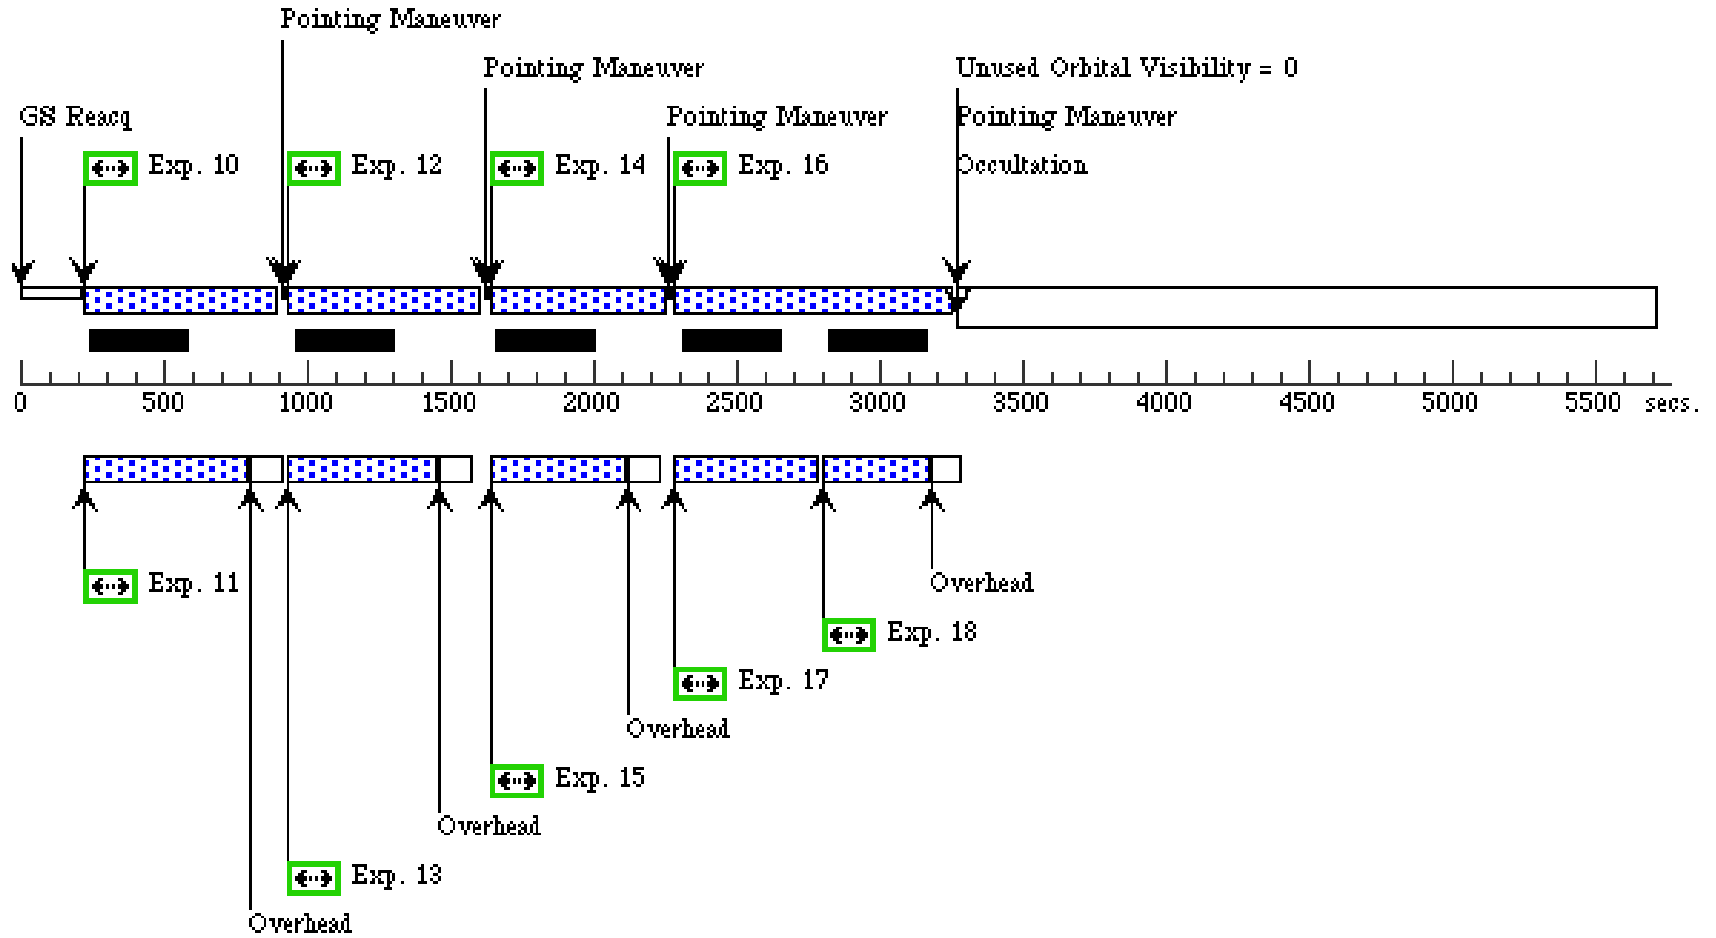 Pointing Maneuver
Pointing Maneuver
Unused Orbital Visibility = 0
GS Reacq
Pointing Maneuver
Pointing Maneuver
Exp. 10
Exp. 12
Exp. 14
Exp. 16
Occultation
0 500 1000 1500 2000 2500 3000 3500 4000 4500 5000 5500 secs.
Exp. 11
Overhead
Exp. 18
Exp. 17
Overhead
Exp. 15
Overhead
Exp. 13
Overhead